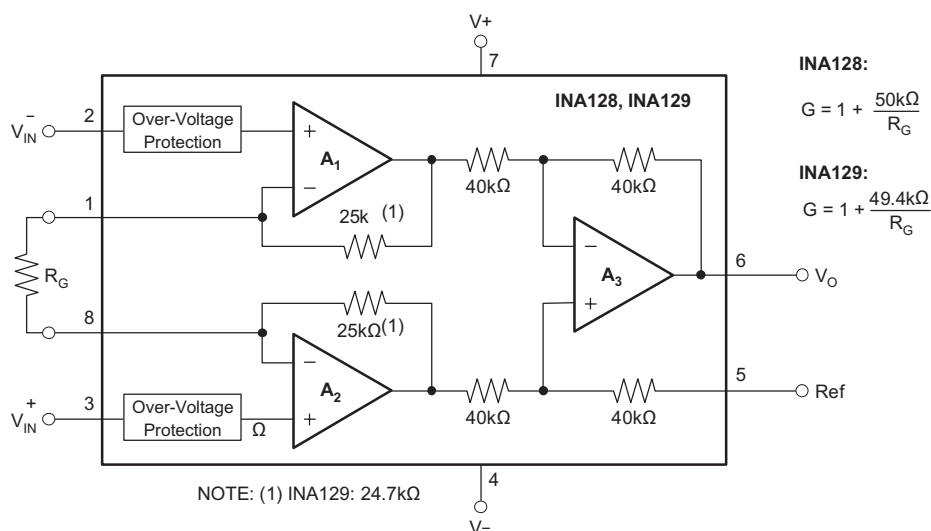 V+
7
INA128, INA129
INA128:
G = 1 + 50kΩ / R_G
INA129:
G = 1 + 49.4kΩ / R_G
V_IN^−
2
Over-Voltage
Protection
+
A₁
−
40kΩ
40kΩ
1
25k (1)
R_G
−
A₃
+
6
V_O
8
25kΩ(1)
−
A₂
+
5
Ref
V_IN^+
3
Over-Voltage
Protection
Ω
40kΩ
40kΩ
4
NOTE: (1) INA129: 24.7kΩ
V−